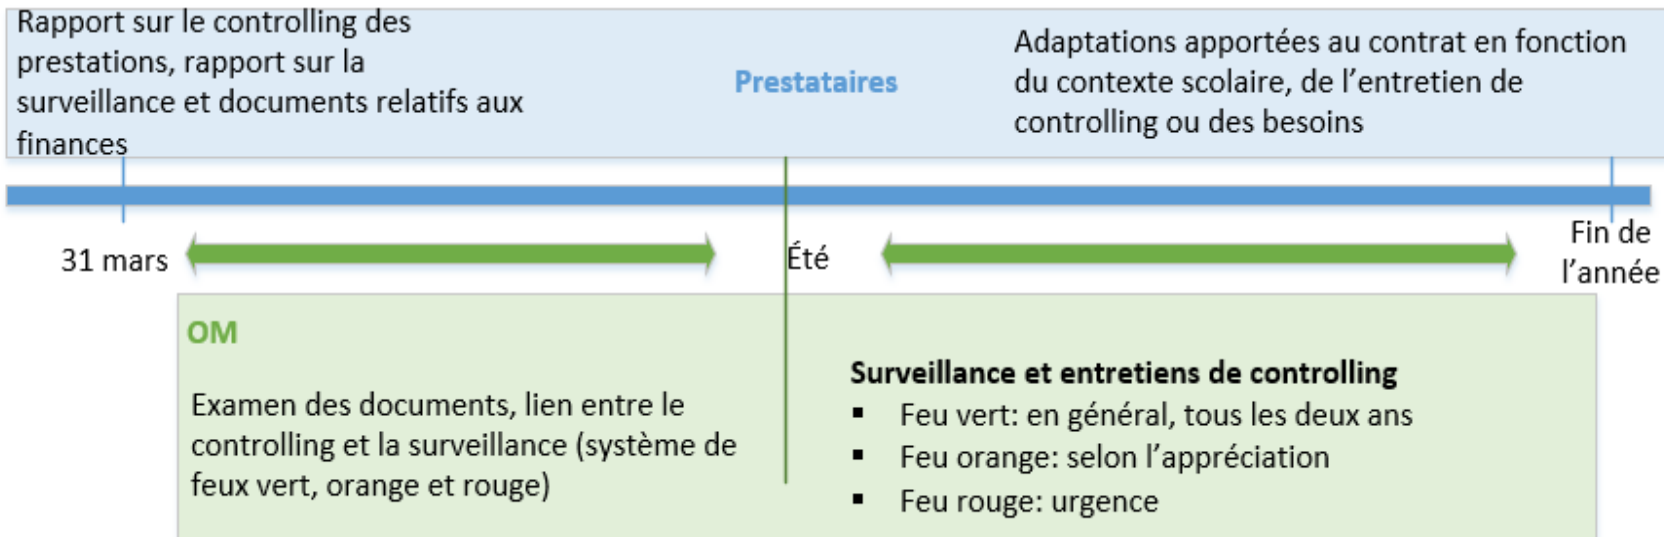 Rapport sur le controlling des
prestations, rapport sur la
surveillance et documents relatifs aux
finances
Prestataires
Adaptations apportées au contrat en fonction
du contexte scolaire, de l’entretien de
controlling ou des besoins
31 mars
Été
Fin de
l’année
OM
Examen des documents, lien entre le
controlling et la surveillance (système de
feux vert, orange et rouge)
Surveillance et entretiens de controlling
▪ Feu vert: en général, tous les deux ans
▪ Feu orange: selon l’appréciation
▪ Feu rouge: urgence